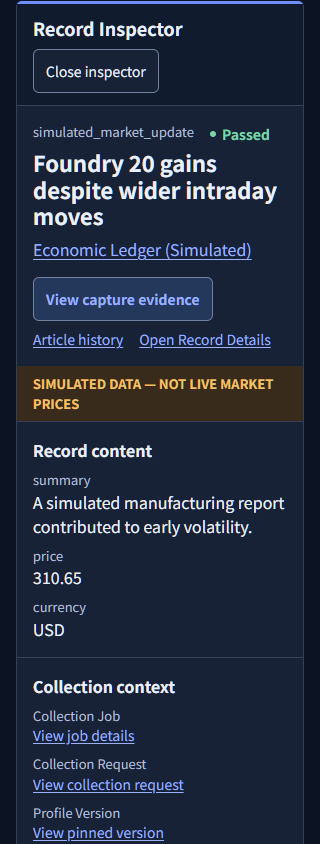 Record Inspector
Close inspector
simulated_market_update ● Passed
Foundry 20 gains
despite wider intraday
moves
Economic Ledger (Simulated)
View capture evidence
Article history Open Record Details
SIMULATED DATA — NOT LIVE MARKET
PRICES
Record content
summary
A simulated manufacturing report
contributed to early volatility.
price
310.65
currency
USD
Collection context
Collection Job
View job details
Collection Request
View collection request
Profile Version
View pinned version